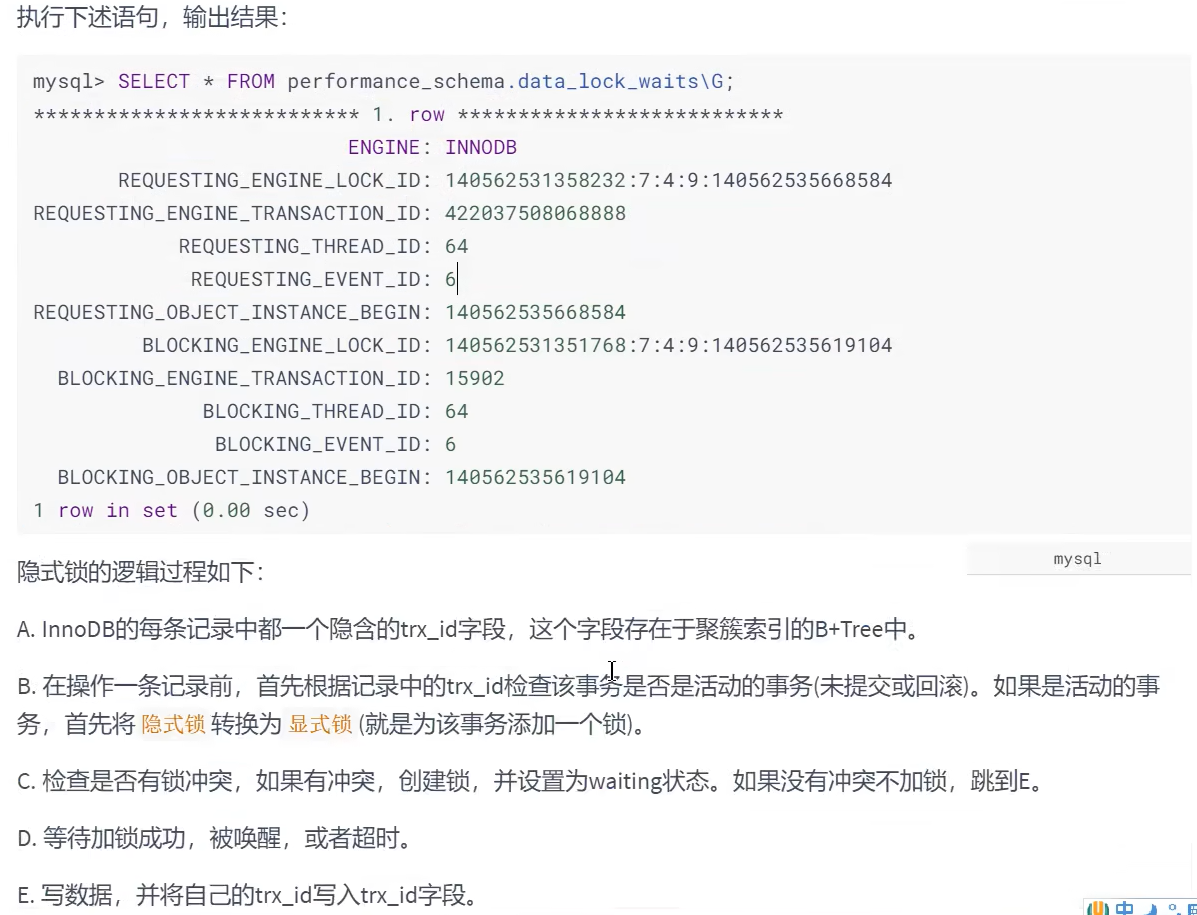 执行下述语句，输出结果：
mysql> SELECT * FROM performance_schema.data_lock_waits\G;
*************************** 1. row ***************************
ENGINE: INNODB
REQUESTING_ENGINE_LOCK_ID: 140562531358232:7:4:9:140562535668584
REQUESTING_ENGINE_TRANSACTION_ID: 422037508068888
REQUESTING_THREAD_ID: 64
REQUESTING_EVENT_ID: 6
REQUESTING_OBJECT_INSTANCE_BEGIN: 140562535668584
BLOCKING_ENGINE_LOCK_ID: 140562531351768:7:4:9:140562535619104
BLOCKING_ENGINE_TRANSACTION_ID: 15902
BLOCKING_THREAD_ID: 64
BLOCKING_EVENT_ID: 6
BLOCKING_OBJECT_INSTANCE_BEGIN: 140562535619104
1 row in set (0.00 sec)
mysql
隐式锁的逻辑过程如下：
A. InnoDB的每条记录中都一个隐含的trx_id字段，这个字段存在于聚簇索引的B+Tree中。
B. 在操作一条记录前，首先根据记录中的trx_id检查该事务是否是活动的事务(未提交或回滚)。如果是活动的事
务，首先将 隐式锁 转换为 显式锁 (就是为该事务添加一个锁)。
C. 检查是否有锁冲突，如果有冲突，创建锁，并设置为waiting状态。如果没有冲突不加锁，跳到E。
D. 等待加锁成功，被唤醒，或者超时。
E. 写数据，并将自己的trx_id写入trx_id字段。
中